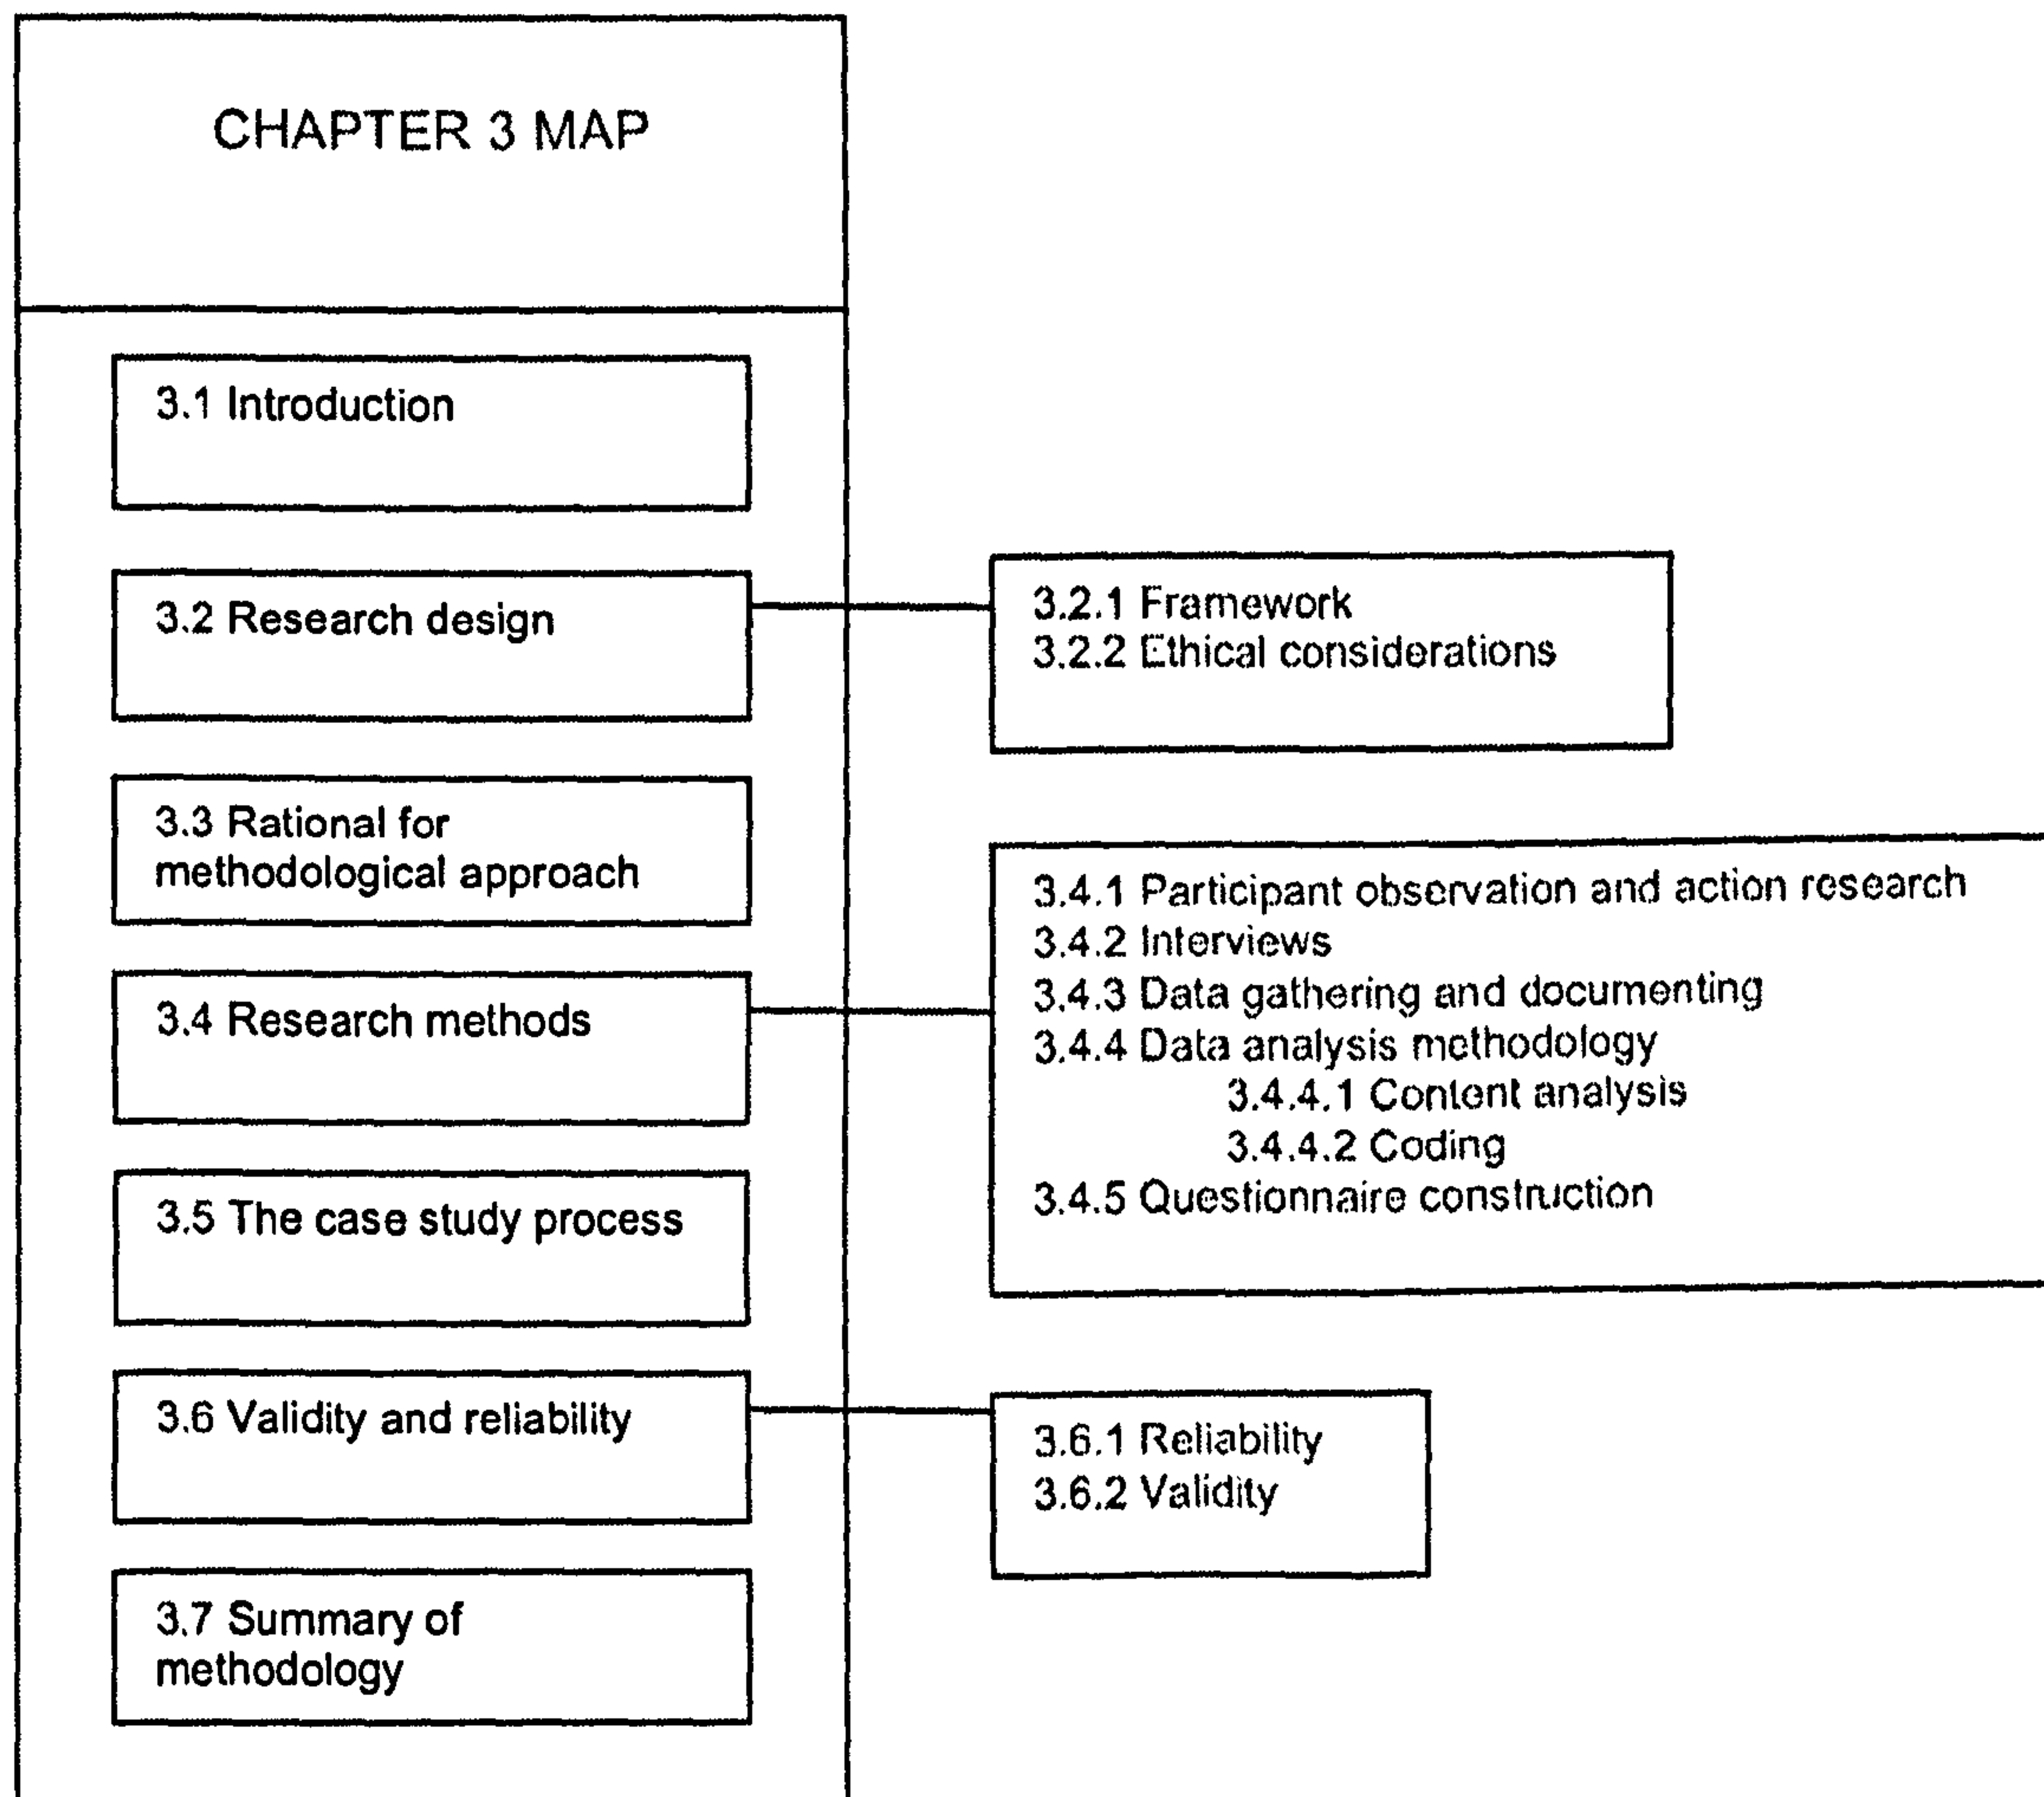 CHAPTER 3 MAP
3.1 Introduction
3.2 Research design
3.2.1 Framework
3.2.2 Ethical considerations
3.3 Rational for
methodological approach
3.4 Research methods
3.4.1 Participant observation and action research
3.4.2 Interviews
3.4.3 Data gathering and documenting
3.4.4 Data analysis methodology
3.4.4.1 Content analysis
3.4.4.2 Coding
3.4.5 Questionnaire construction
3.5 The case study process
3.6 Validity and reliability
3.6.1 Reliability
3.6.2 Validity
3.7 Summary of
methodology